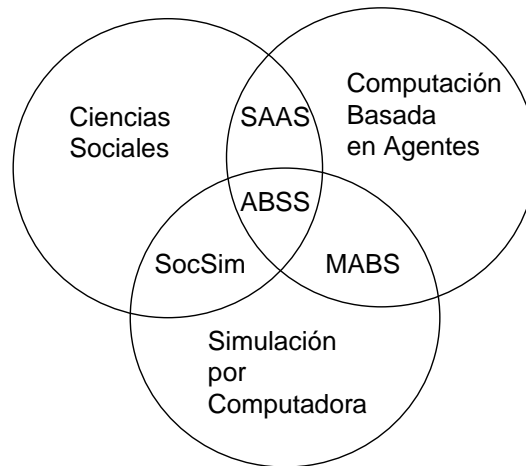 Ciencias
Sociales
SAAS
Computación
Basada
en Agentes
ABSS
SocSim
MABS
Simulación
por
Computadora